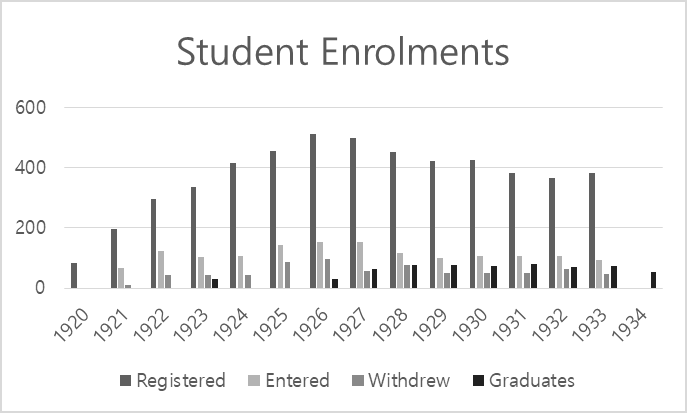 Student Enrolments
600
400
200
0
1920 1921 1922 1923 1924 1925 1926 1927 1928 1929 1930 1931 1932 1933 1934
Registered Entered Withdrew Graduates